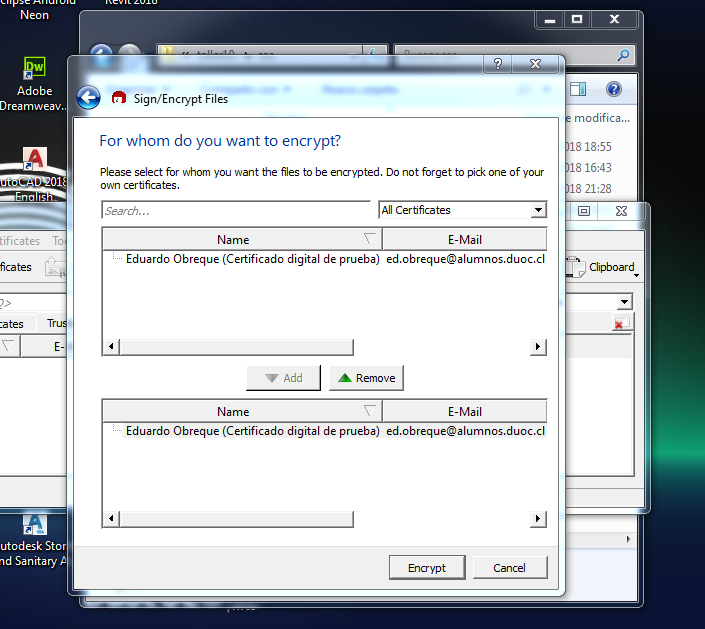 Eclipse Android
Neon
Revit 2018
Adobe
Dreamweav...
AutoCAD 2018
English
Sign/Encrypt Files
For whom do you want to encrypt?
Please select for whom you want the files to be encrypted. Do not forget to pick one of your
own certificates.
Search...
All Certificates
Name
E-Mail
Eduardo Obreque (Certificado digital de prueba)
ed.obreque@alumnos.duoc.cl
Add
Remove
Name
E-Mail
Eduardo Obreque (Certificado digital de prueba)
ed.obreque@alumnos.duoc.cl
Encrypt
Cancel
e modifica...
018 18:55
018 16:43
018 21:28
tificates
To
ficates
Clipboard
Q>
cates
Trus
E-
utodesk Stor
nd Sanitary A